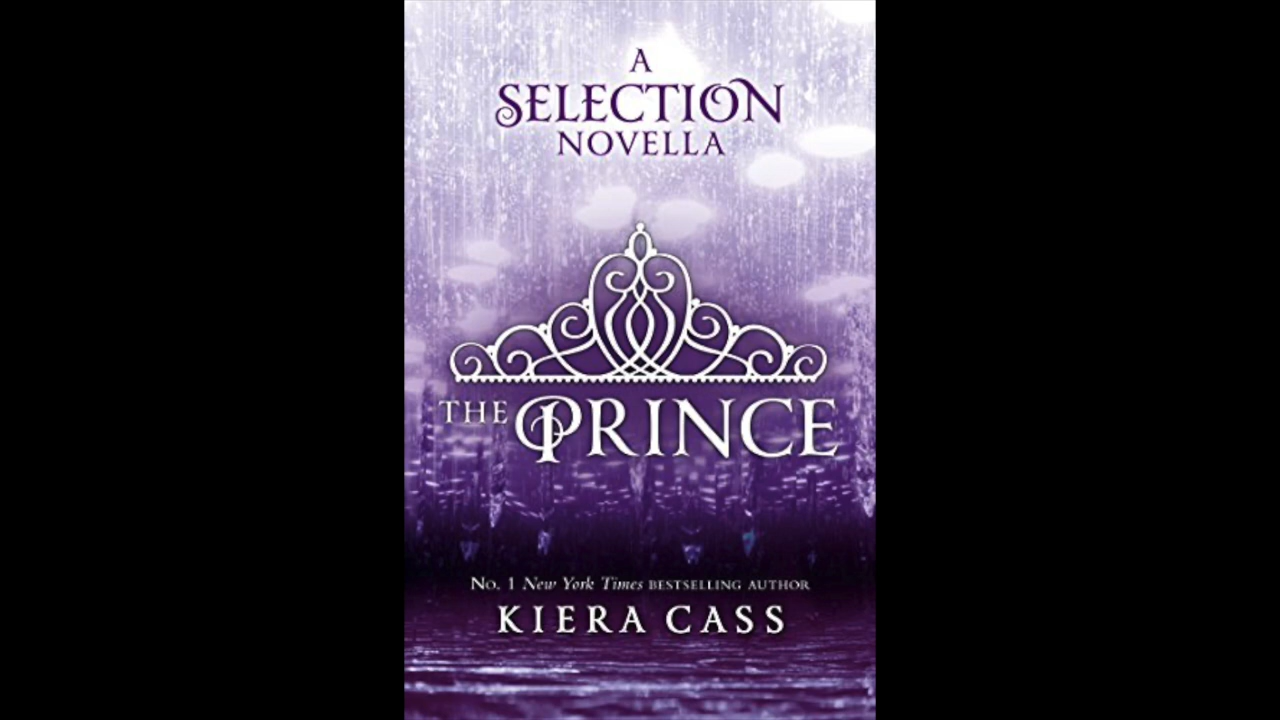 A
SELECTION
NOVELLA
THE PRINCE
No. 1 New York Times BESTSELLING AUTHOR
KIERA CASS